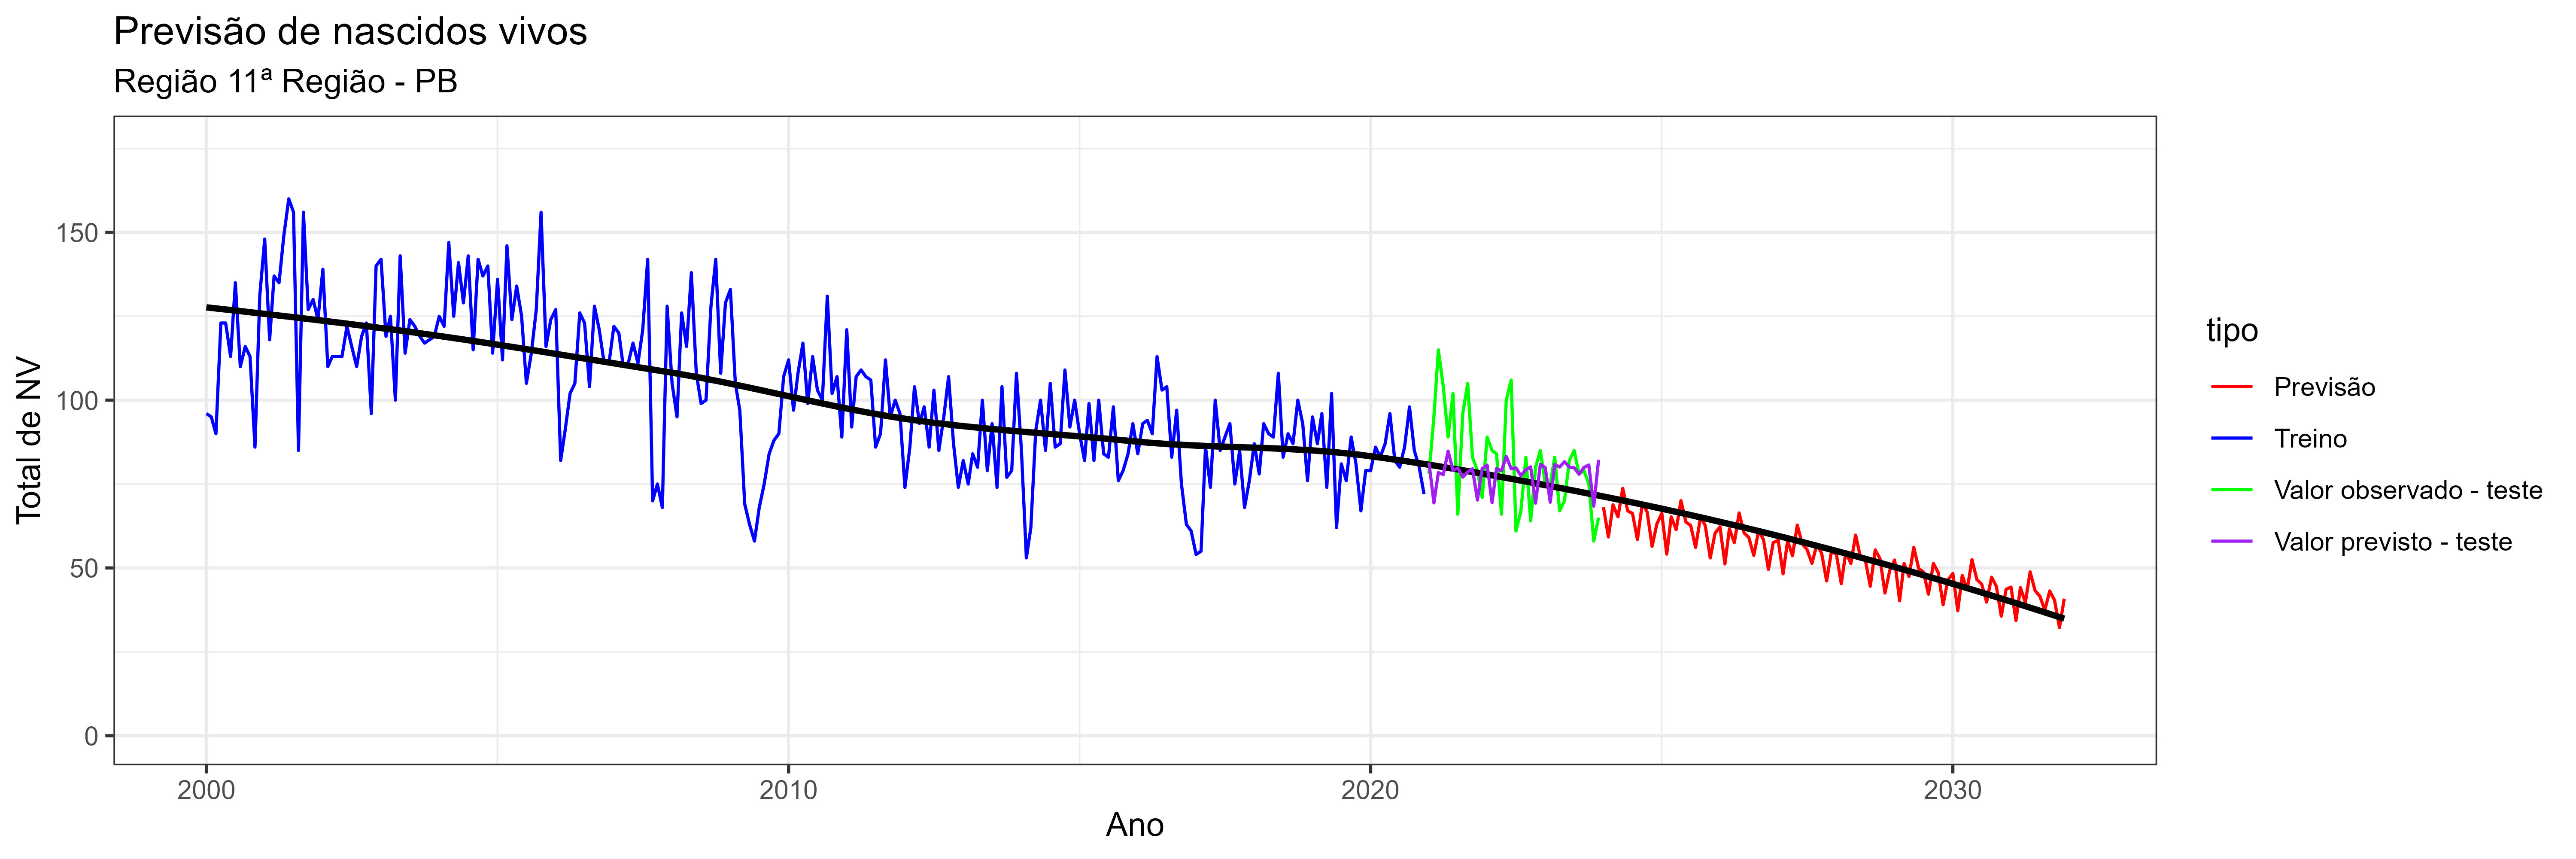 Previsão de nascidos vivos
Região 11ª Região - PB
Total de NV
150
100
50
0
2000
2010
2020
2030
Ano
tipo
Previsão
Treino
Valor observado - teste
Valor previsto - teste